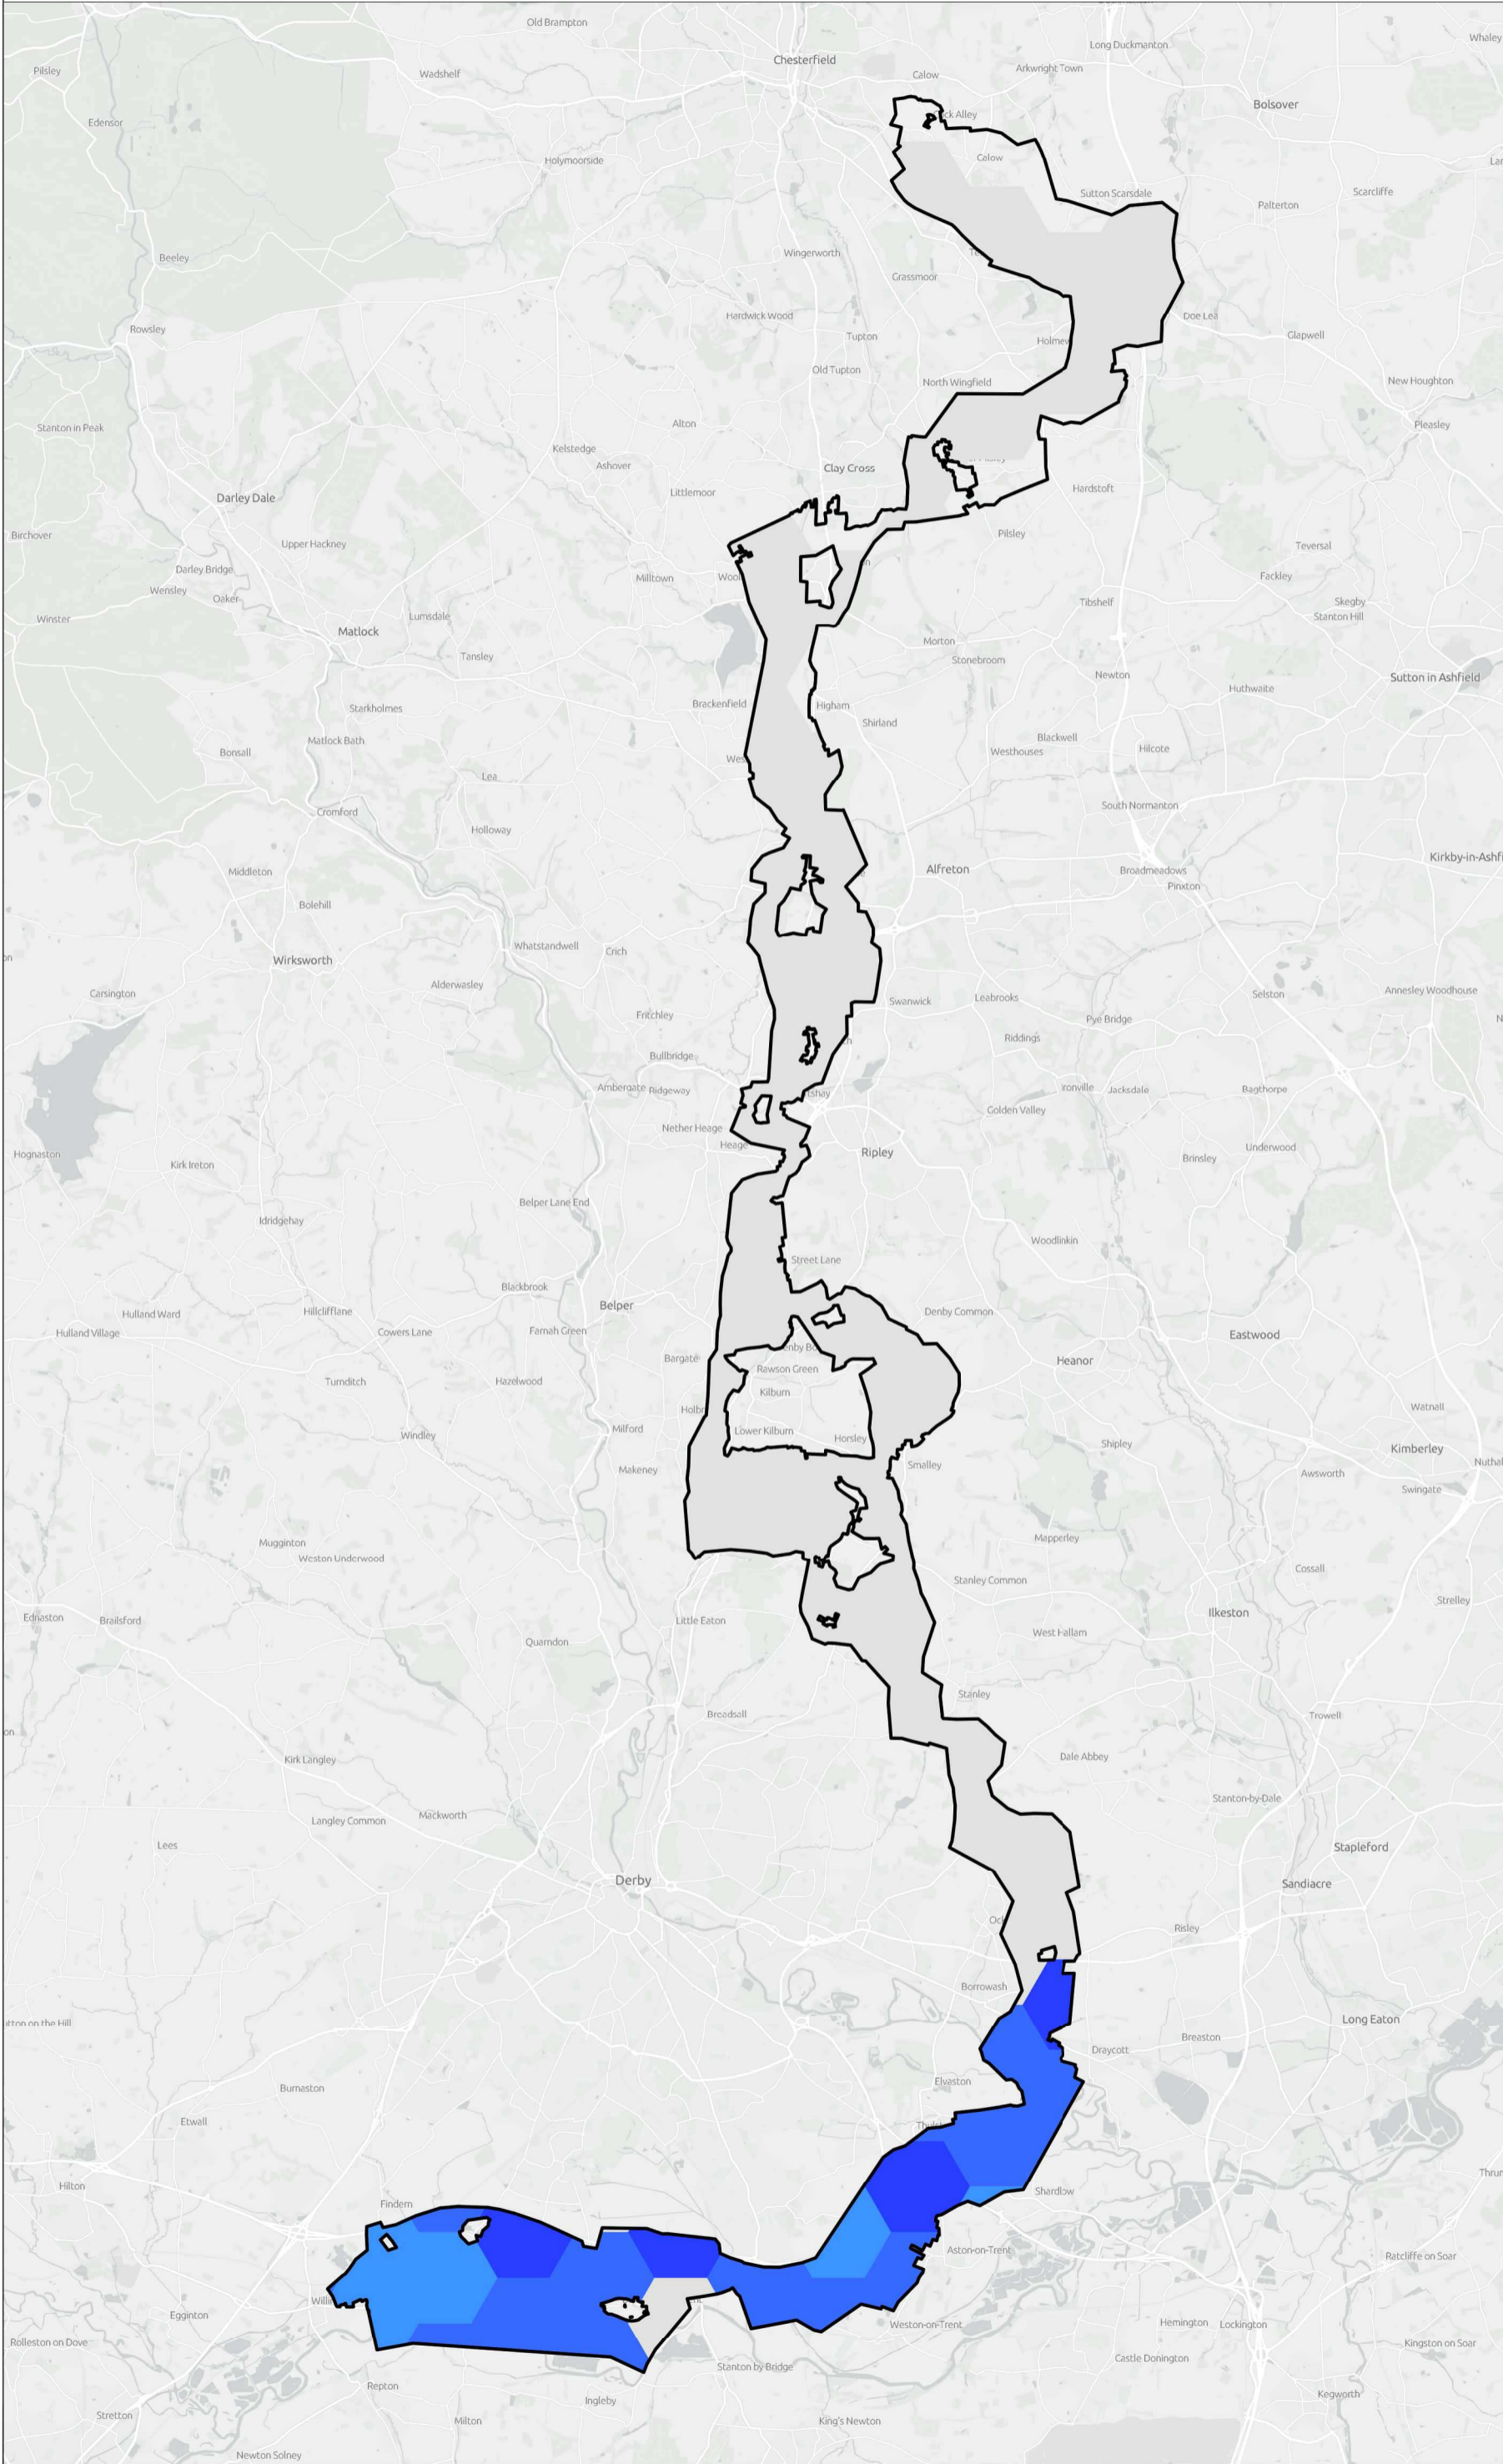 Old Brampton
Long Duckmanton
Whaley
Chesterfield
Pilsley
Wadshelf
Calow
Arkwright Town
Bolsover
Edensor
Holymoorside
Calow
Sutton Scarsdale
Scarcliffe
Palterton
Beeley
Wingerworth
Grassmoor
Rowsley
Hardwick Wood
Doe Lea
Tupton
Glapwell
Old Tupton
North Wingfield
New Houghton
Stanton in Peak
Alton
Pleasley
Kelstedge
Ashover
Clay Cross
Darley Dale
Littlemoor
Hardstoft
Birchover
Upper Hackney
Pilsley
Teversal
Darley Bridge
Wensley
Milltown
Fackley
Oaker
Tibshelf
Skegby
Winster
Lumsdale
Stanton Hill
Matlock
Morton
Tansley
Stonebroom
Newton
Sutton in Ashfield
Huthwaite
Starkholmes
Brackenfield
Higham
Shirland
Matlock Bath
Blackwell
Bonsall
Westhouses
Hilcote
Lea
Cromford
South Normanton
Holloway
Middleton
Alfreton
Broadmeadows
Kirkby-in-Ashf
Pinxton
Bolehill
Whatstandwell
Crich
Wirksworth
Alderwasley
Carsington
Swanwick
Leabrooks
Selston
Annesley Woodhouse
Fritchley
Pye Bridge
Riddings
Bullbridge
Ambergate
Ridgeway
Ironville
Jacksdale
Bagthorpe
Golden Valley
Nether Heage
Heage
Ripley
Hognaston
Kirk Ireton
Underwood
Brinsley
Belper Lane End
Idridgehay
Woodlinkin
Street Lane
Blackbrook
Hulland Ward
Hillclifflane
Belper
Denby Common
Hulland Village
Cowers Lane
Farnah Green
Eastwood
Bargate
Rawson Green
Heanor
Turnditch
Hazelwood
Kilburn
Windley
Milford
Lower Kilburn
Horsley
Watnall
Shipley
Kimberley
Makeney
Smalley
Awsworth
Nuthal
Swingate
Mugginton
Weston Underwood
Mapperley
Cossall
Stanley Common
Ednaston
Brailsford
Little Eaton
Ilkeston
Strelley
Quarndon
West Hallam
Stanley
Breadsall
Trowell
Kirk Langley
Dale Abbey
Langley Common
Mackworth
Stanton-by-Dale
Lees
Stapleford
Derby
Sandiacre
Risley
Borrowash
Long Eaton
Breaston
Draycott
Burnaston
Elvaston
Etwall
Hilton
Findern
Shardlow
Thrur
Aston-on-Trent
Ratcliffe on Soar
Egginton
Weston-on-Trent
Hemington
Lockington
Rolleston on Dove
Kingston on Soar
Castle Donington
Stanton by Bridge
Repton
Ingleby
Kegworth
Stretton
Milton
King's Newton
Newton Solney